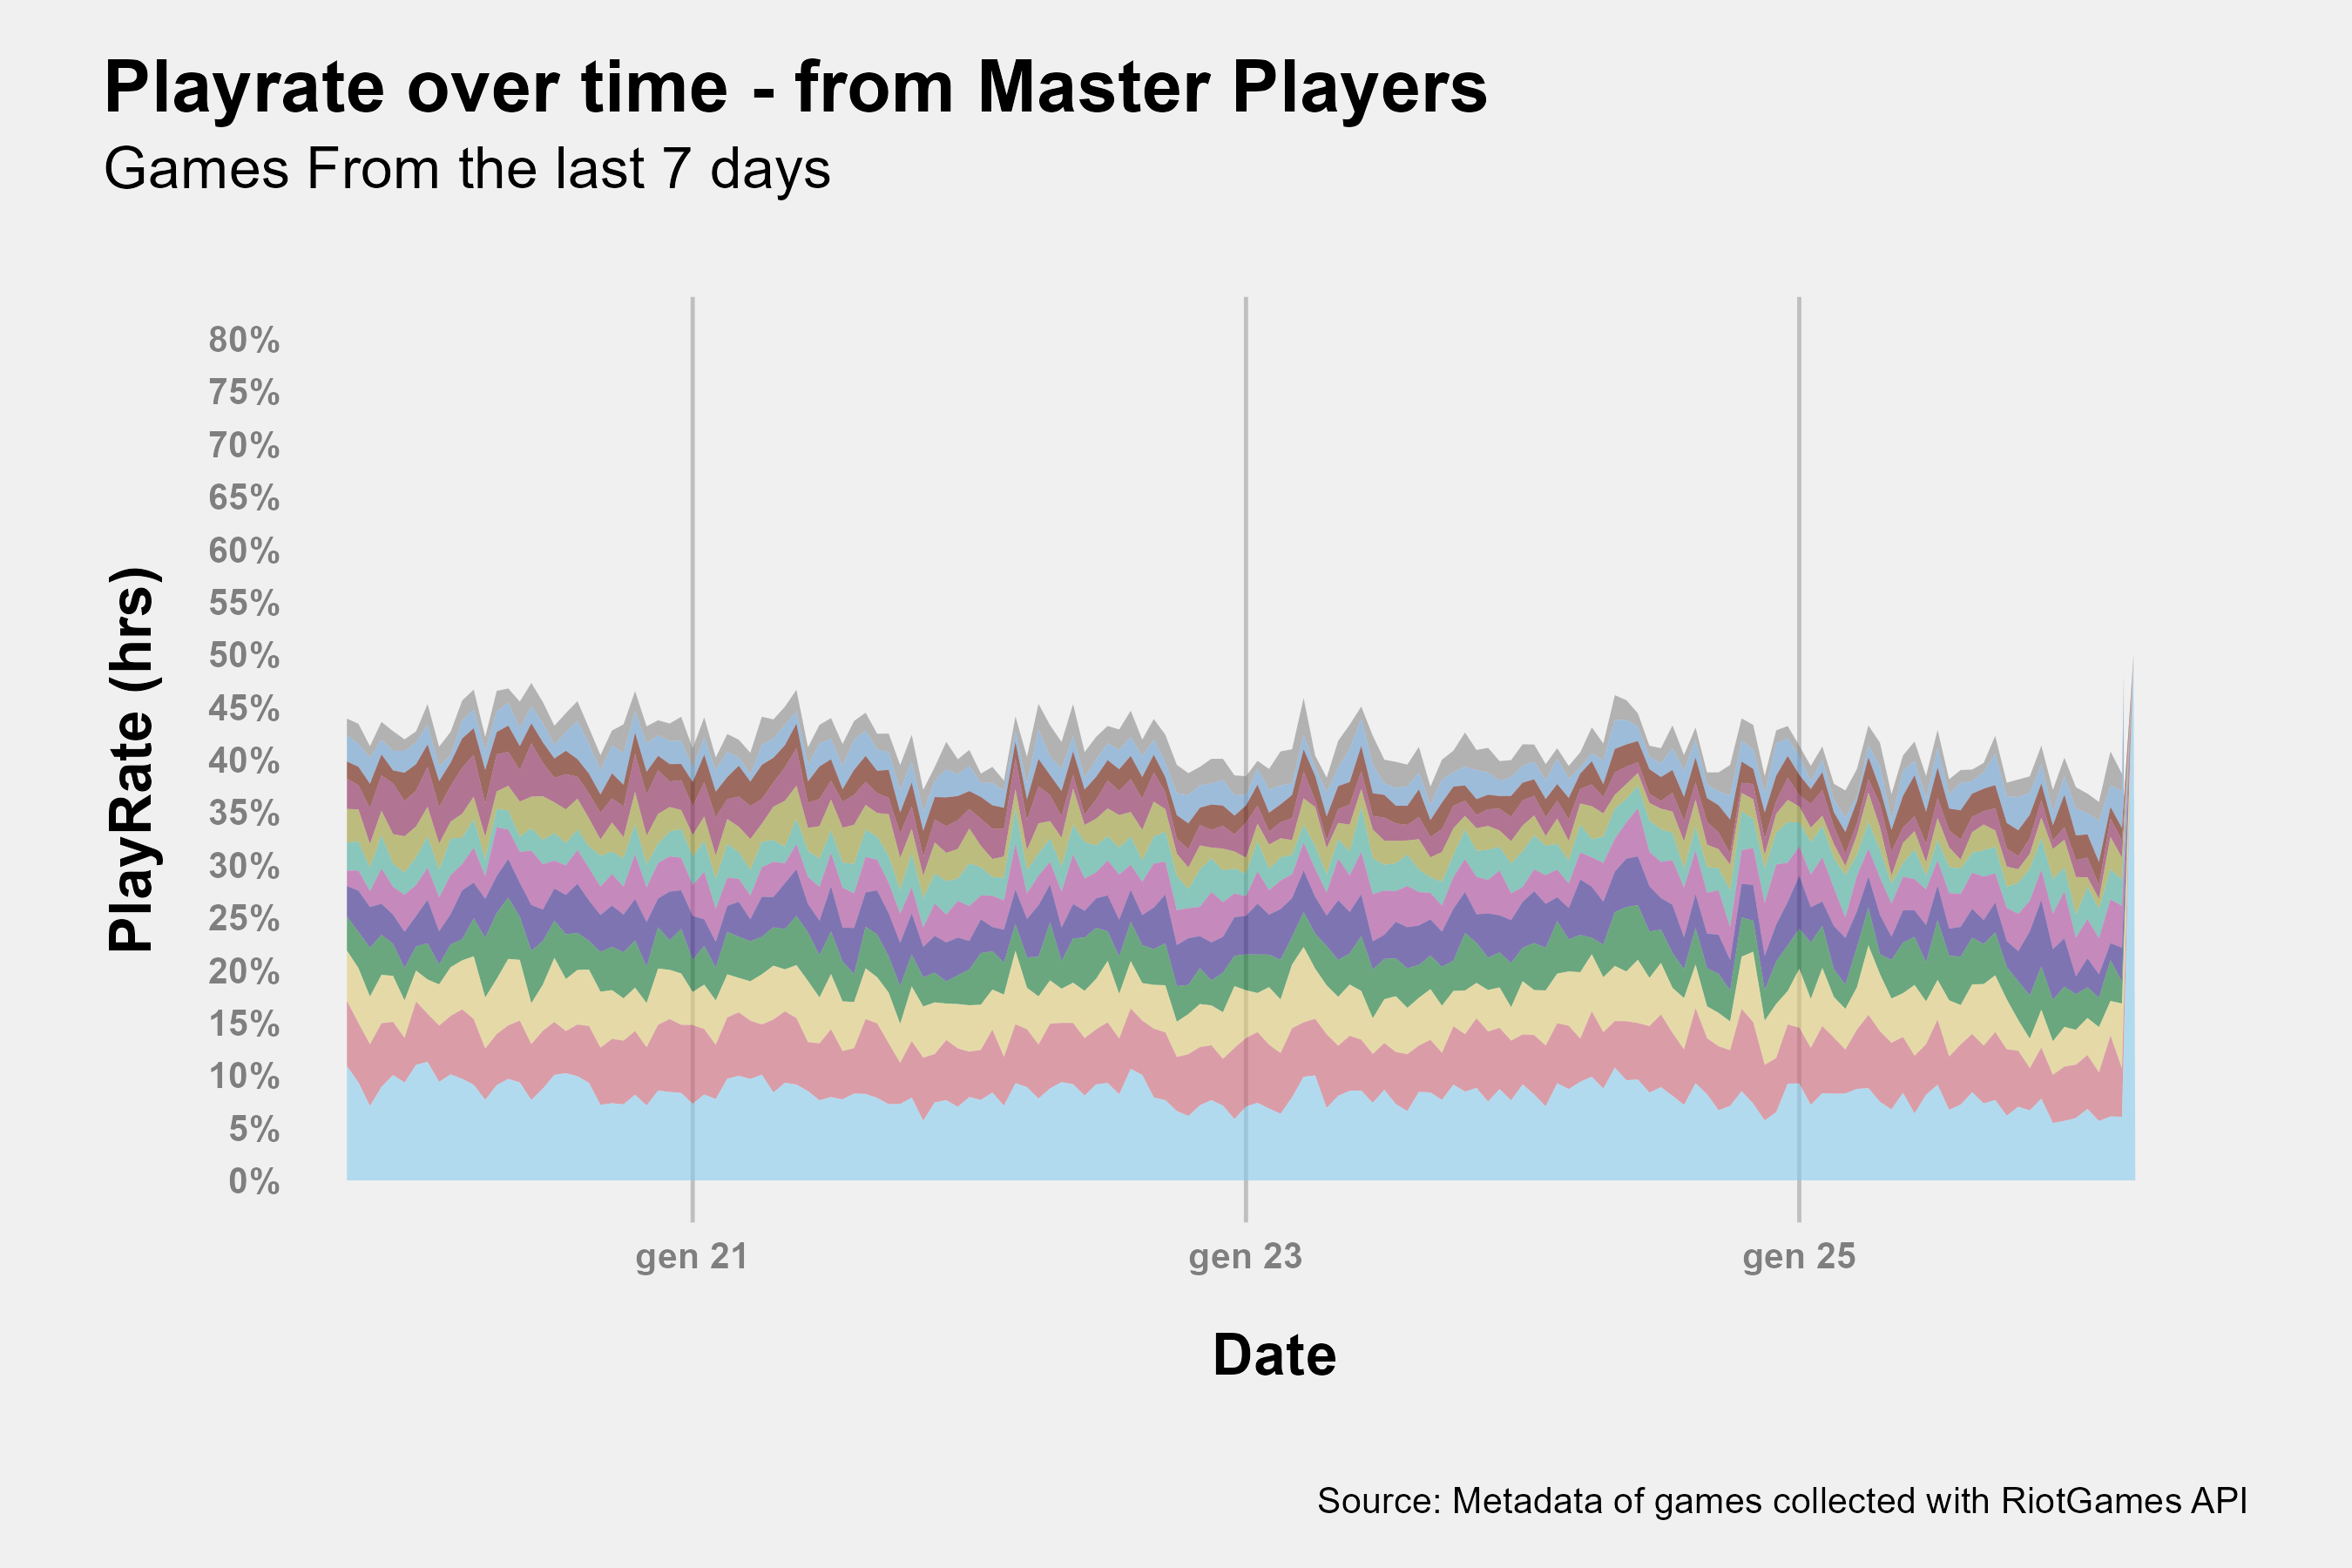 Playrate over time - from Master Players
Games From the last 7 days
PlayRate (hrs)
80%
75%
70%
65%
60%
55%
50%
45%
40%
35%
30%
25%
20%
15%
10%
5%
0%
gen 21
gen 23
gen 25
Date
Source: Metadata of games collected with RiotGames API